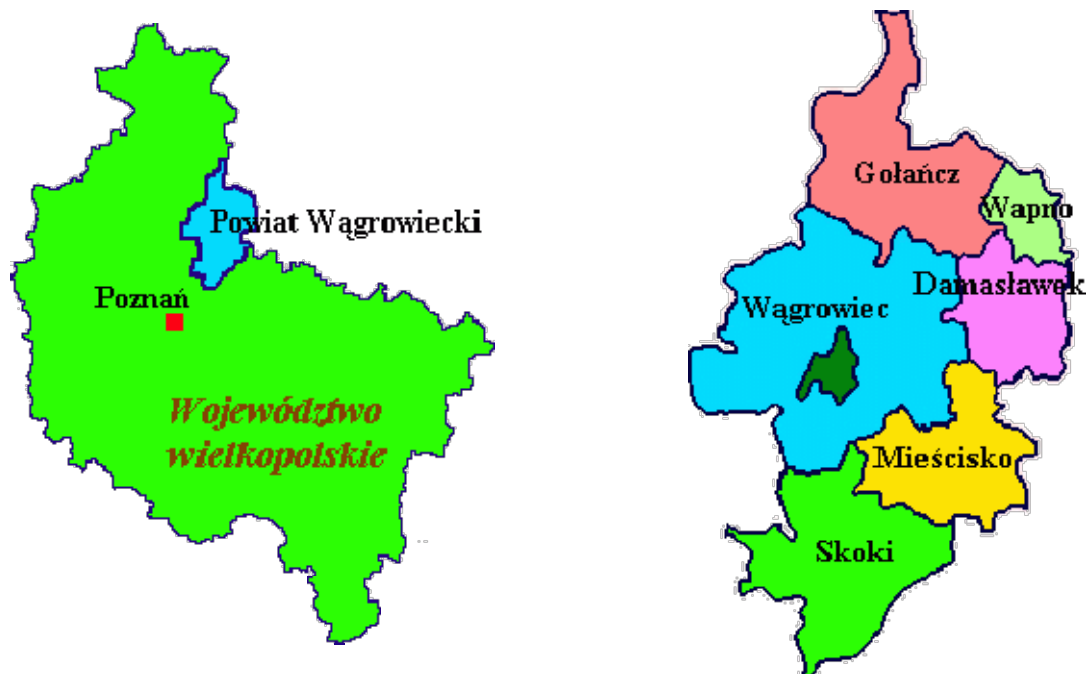 Powiat Wągrowiecki
Poznań
Województwo
wielkopolskie
Gołańcz
Wapno
Damasławek
Wągrowiec
Mieścisko
Skoki